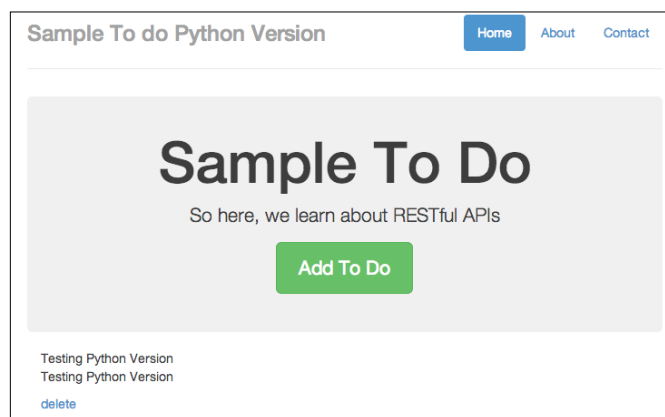 Sample To do Python Version
Home About Contact
Sample To Do
So here, we learn about RESTful APIs
Add To Do
Testing Python Version
Testing Python Version
delete